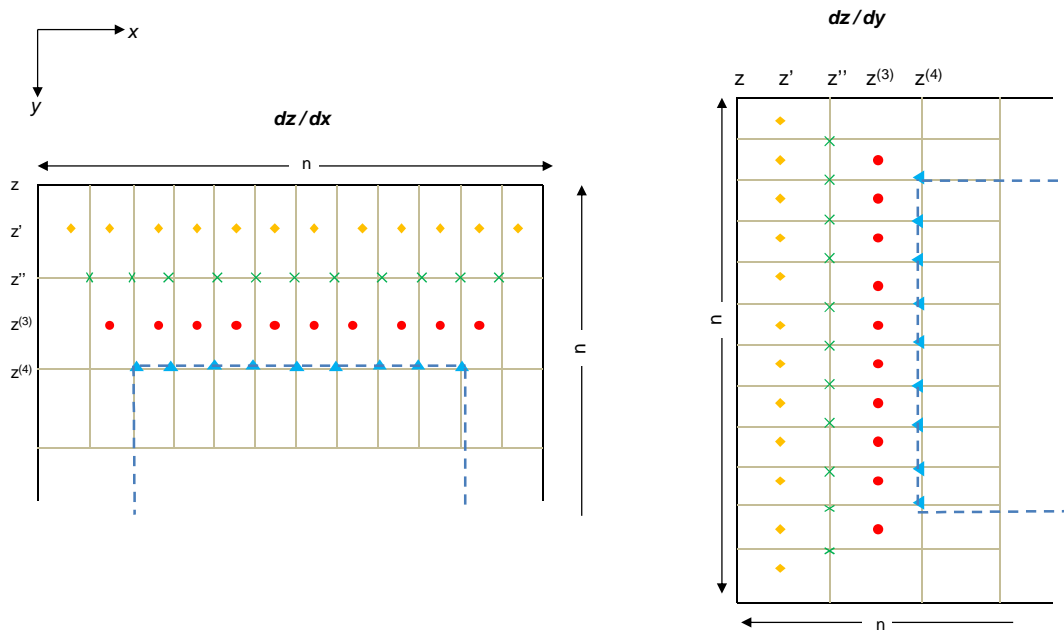 x
y
dz/dx
n
z
z'
z''
z(3)
z(4)
n
dz/dy
z z' z'' z(3) z(4)
n
n